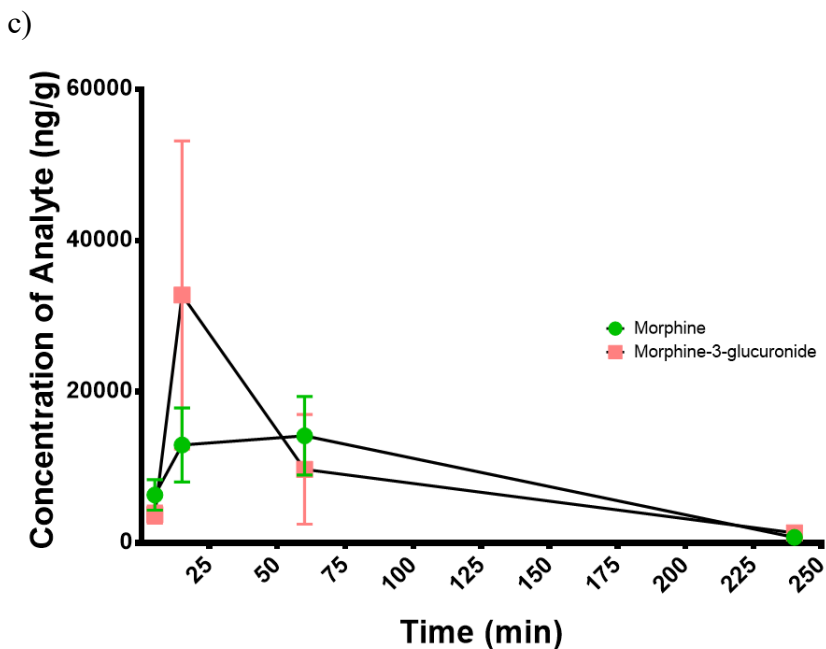 c)
Concentration of Analyte (ng/g)
60000
40000
20000
0
Morphine
Morphine-3-glucuronide
25
50
75
100
125
150
175
200
225
250
Time (min)